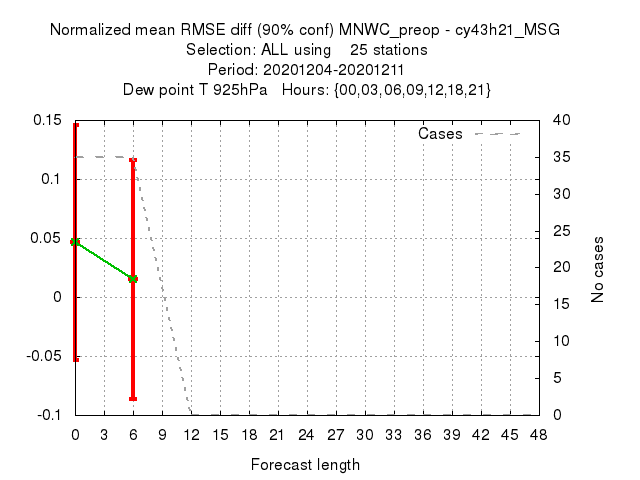 Normalized mean RMSE diff (90% conf) MNWC_preop - cy43h21_MSG
Selection: ALL using    25 stations
Period: 20201204-20201211
Dew point T 925hPa   Hours: {00,03,06,09,12,18,21}
0.15
0.1
0.05
0
-0.05
-0.1
Cases
40
35
30
25
20
15
10
5
0
No cases
0 3 6 9 12 15 18 21 24 27 30 33 36 39 42 45 48
Forecast length